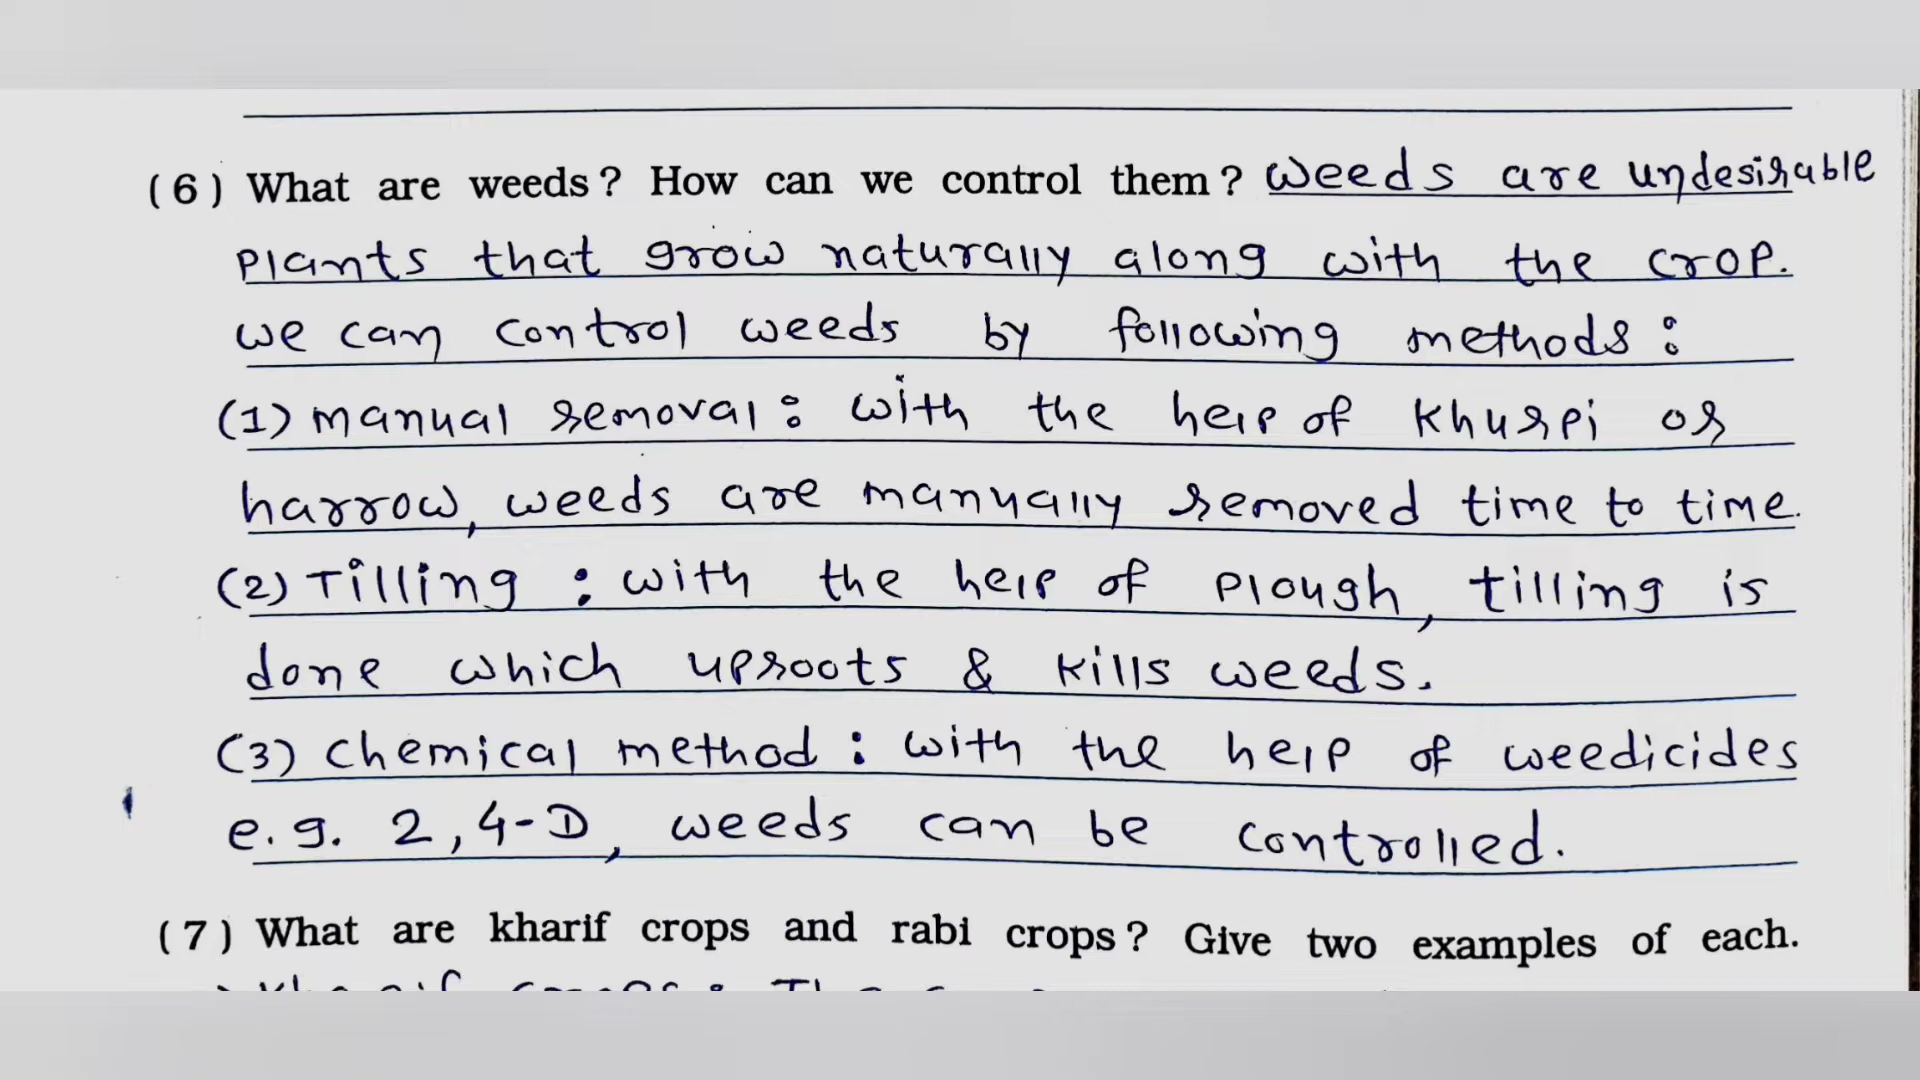 (6) What are weeds? How can we control them? Weeds are undesirable
plants that grow naturally along with the crop.
we can control weeds by following methods :
(1) manual removal : with the help of khurpi or
harrow, weeds are manually removed time to time.
(2) Tilling : with the help of plough, tilling is
done which uproots & kills weeds.
(3) chemical method : with the help of weedicides
e.g. 2,4-D, weeds can be controlled.
(7) What are kharif crops and rabi crops? Give two examples of each.